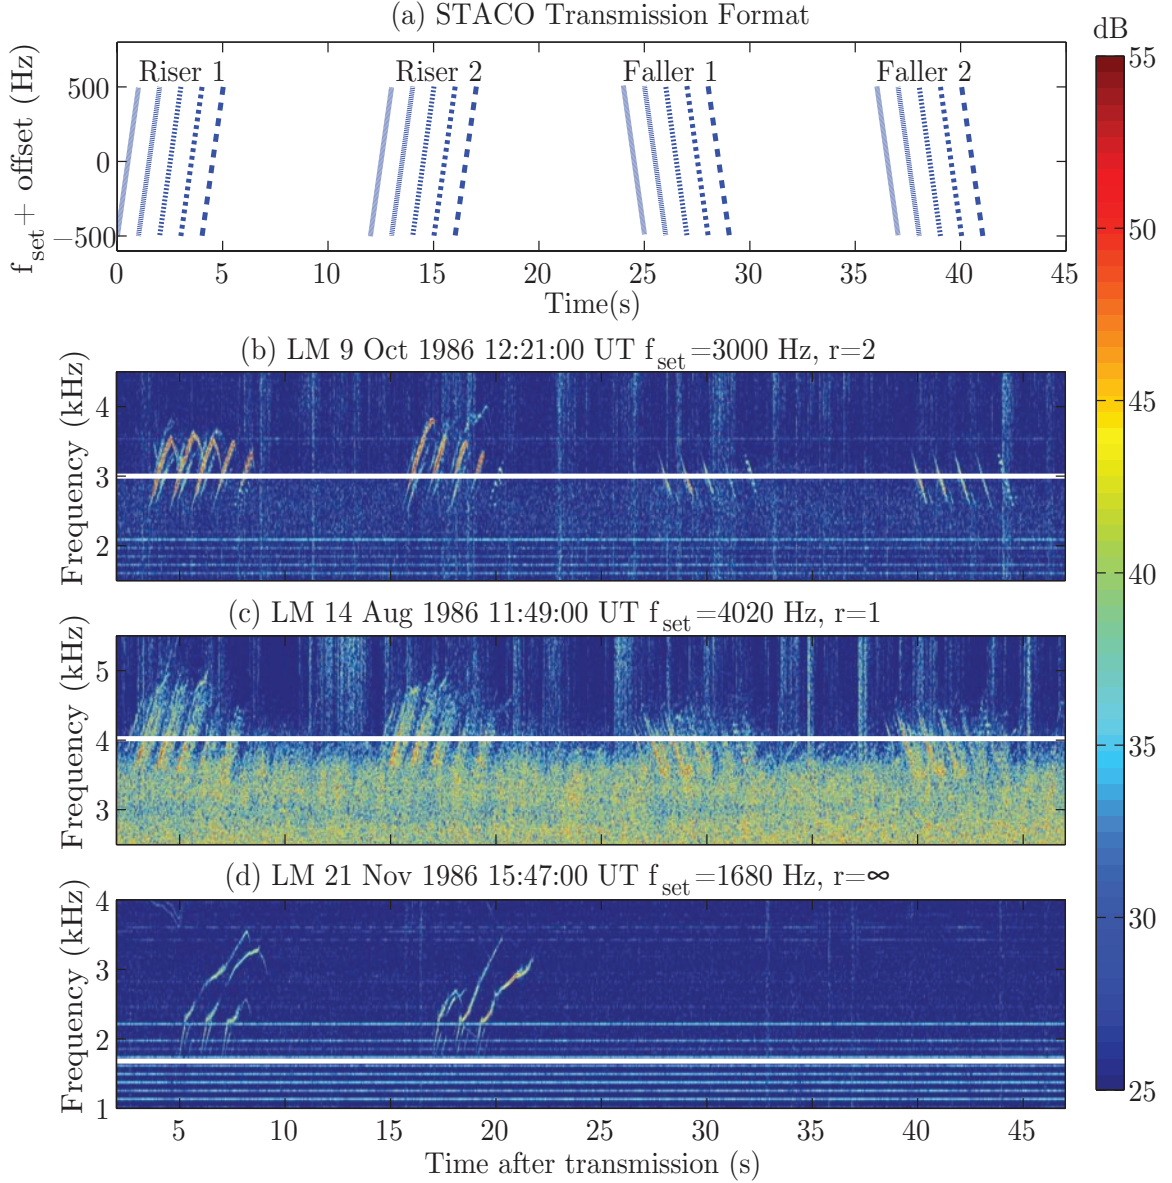 (a) STACO Transmission Format
dB
f_set + offset (Hz)
500
0
−500
Riser 1 Riser 2 Faller 1 Faller 2
0 5 10 15 20 25 30 35 40 45
Time(s)
(b) LM 9 Oct 1986 12:21:00 UT f_set=3000 Hz, r=2
Frequency (kHz)
4
3
2
(c) LM 14 Aug 1986 11:49:00 UT f_set=4020 Hz, r=1
Frequency (kHz)
5
4
3
(d) LM 21 Nov 1986 15:47:00 UT f_set=1680 Hz, r=∞
Frequency (kHz)
4
3
2
1
5 10 15 20 25 30 35 40 45
Time after transmission (s)
55
50
45
40
35
30
25